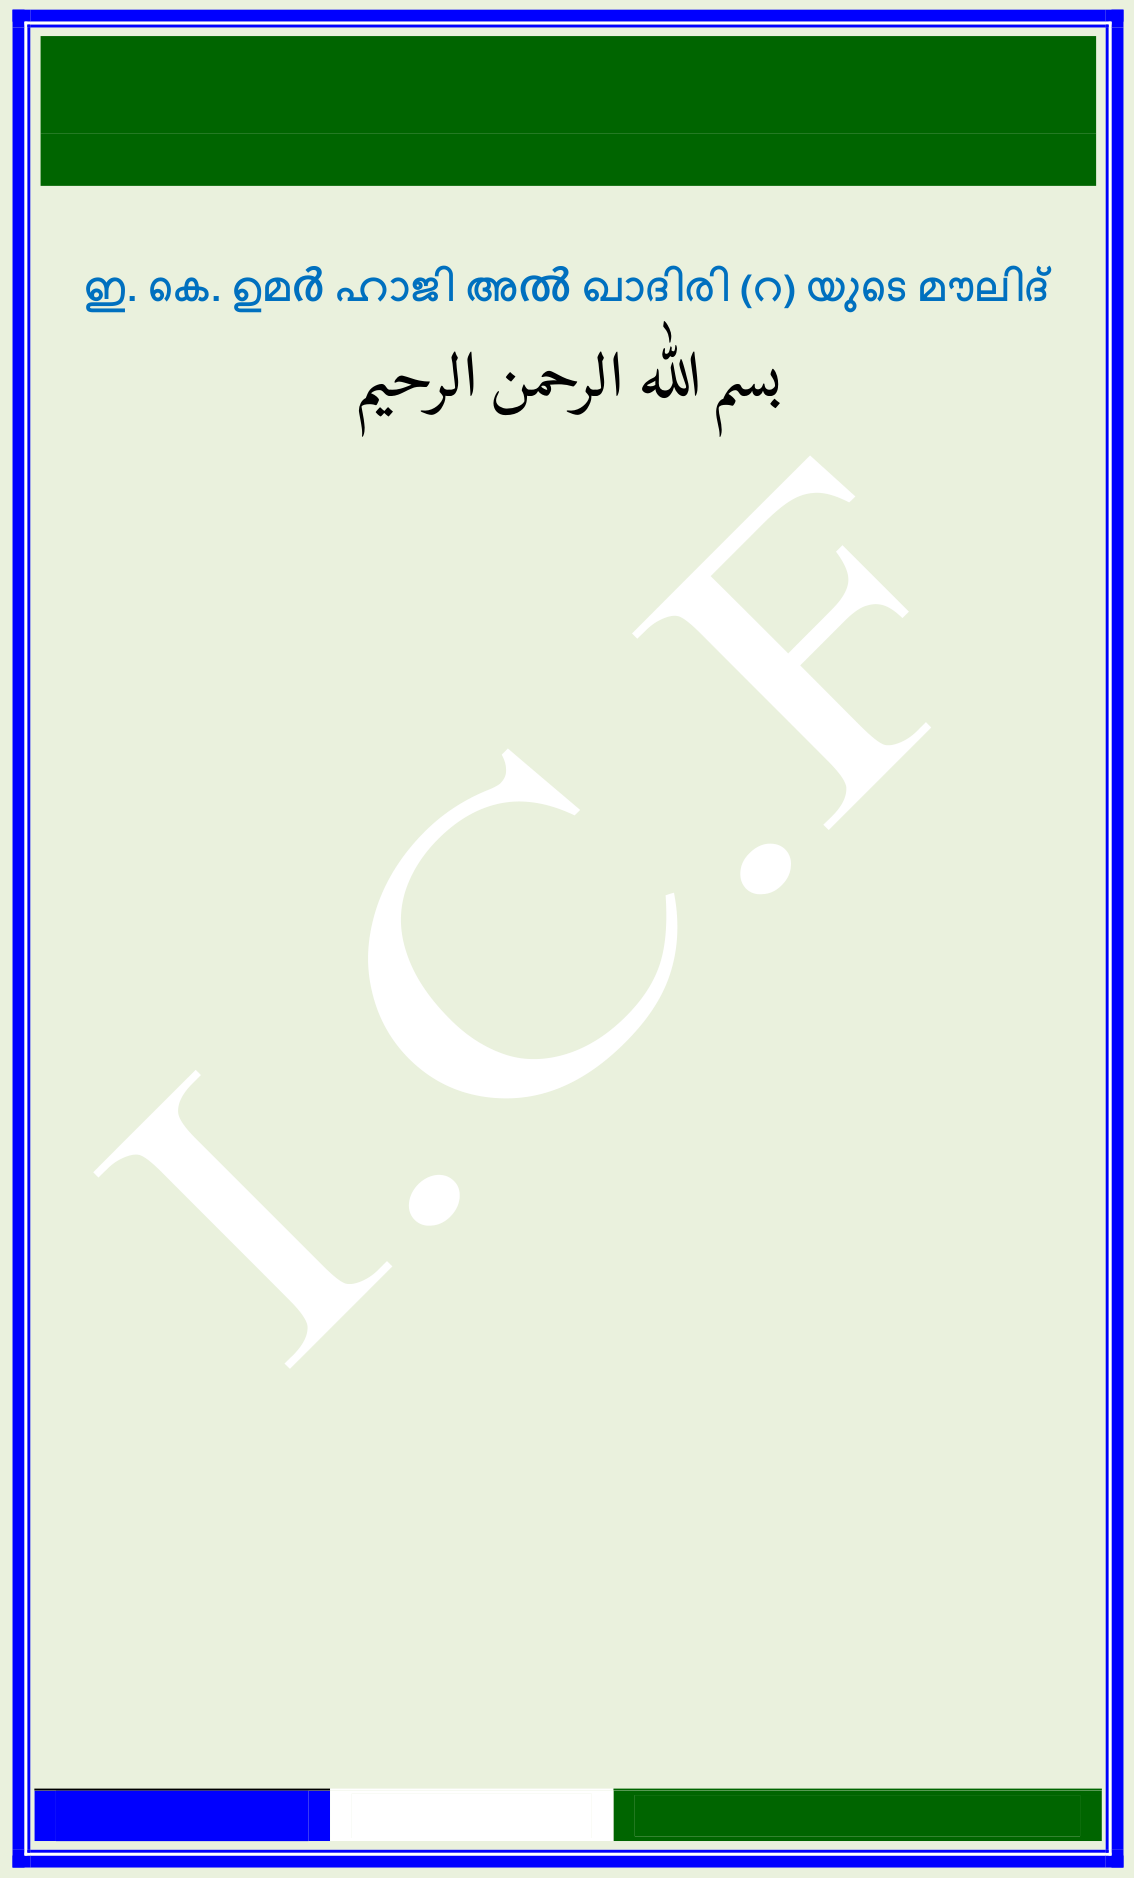 ഇ. കെ. ഉമർ ഹാജി അൽ ഖാദിരി (റ) യുടെ മൗലിദ്
بسم الله الرحمن الرحيم
I.C.F